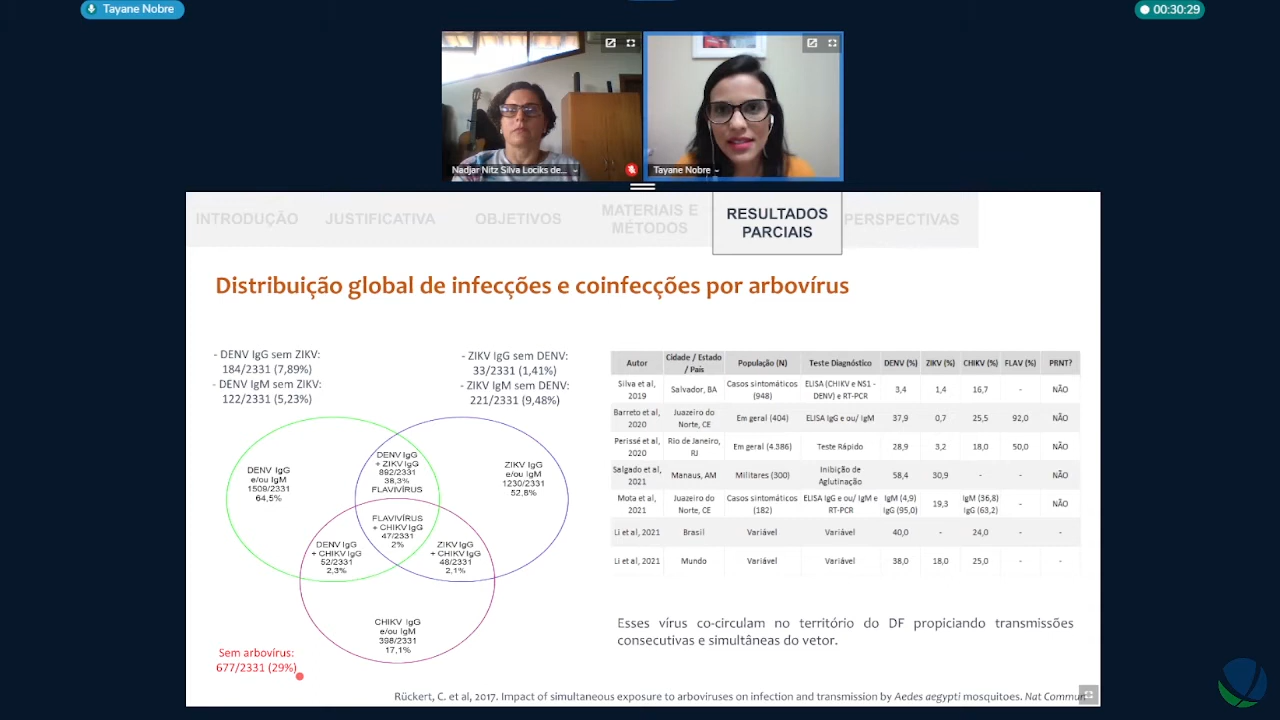 Tayane Nobre
00:30:29
Nadjar Nitz Silva Lociks de...
Tayane Nobre
INTRODUÇÃO
JUSTIFICATIVA
OBJETIVOS
MATERIAIS E
MÉTODOS
RESULTADOS
PARCIAIS
PERSPECTIVAS
Distribuição global de infecções e coinfecções por arbovírus
- DENV IgG sem ZIKV:
184/2331 (7,89%)
- DENV IgM sem ZIKV:
122/2331 (5,23%)
- ZIKV IgG sem DENV:
33/2331 (1,41%)
- ZIKV IgM sem DENV:
221/2331 (9,48%)
DENV IgG
e/ou IgM
1509/2331
64,5%
DENV IgG
+ ZIKV IgG
892/2331
38,3%
FLAVIVÍRUS
ZIKV IgG
e/ou IgM
1230/2331
52,8%
FLAVIVÍRUS
+ CHIKV IgG
47/2331
2%
DENV IgG
+ CHIKV IgG
52/2331
2,3%
ZIKV IgG
+ CHIKV IgG
48/2331
2,1%
CHIKV IgG
e/ou IgM
398/2331
17,1%
Sem arbovírus:
677/2331 (29%)
Autor Cidade / Estado / País População (N) Teste Diagnóstico DENV (%) ZIKV (%) CHIKV (%) FLAV (%) PRNT?
Silva et al, 2019 Salvador, BA Casos sintomáticos (948) ELISA (CHIKV e NS1 - DENV) e RT-PCR 3,4 1,4 16,7 - NÃO
Barreto et al, 2020 Juazeiro do Norte, CE Em geral (404) ELISA IgG e ou/ IgM 37,9 0,7 25,5 92,0 NÃO
Perissé et al, 2020 Rio de Janeiro, RJ Em geral (4.386) Teste Rápido 28,9 3,2 18,0 50,0 NÃO
Salgado et al, 2021 Manaus, AM Militares (300) Inibição de Aglutinação 58,4 30,9 - - NÃO
Mota et al, 2021 Juazeiro do Norte, CE Casos sintomáticos (182) ELISA IgG e ou/ IgM e RT-PCR IgM (4,9) IgG (95,0) 19,3 IgM (36,8) IgG (63,2) - NÃO
Li et al, 2021 Brasil Variável Variável 40,0 - 24,0 - -
Li et al, 2021 Mundo Variável Variável 38,0 18,0 25,0 - -
Esses vírus co-circulam no território do DF propiciando transmissões
consecutivas e simultâneas do vetor.
Rückert, C. et al, 2017. Impact of simultaneous exposure to arboviruses on infection and transmission by Aedes aegypti mosquitoes. Nat Commun.